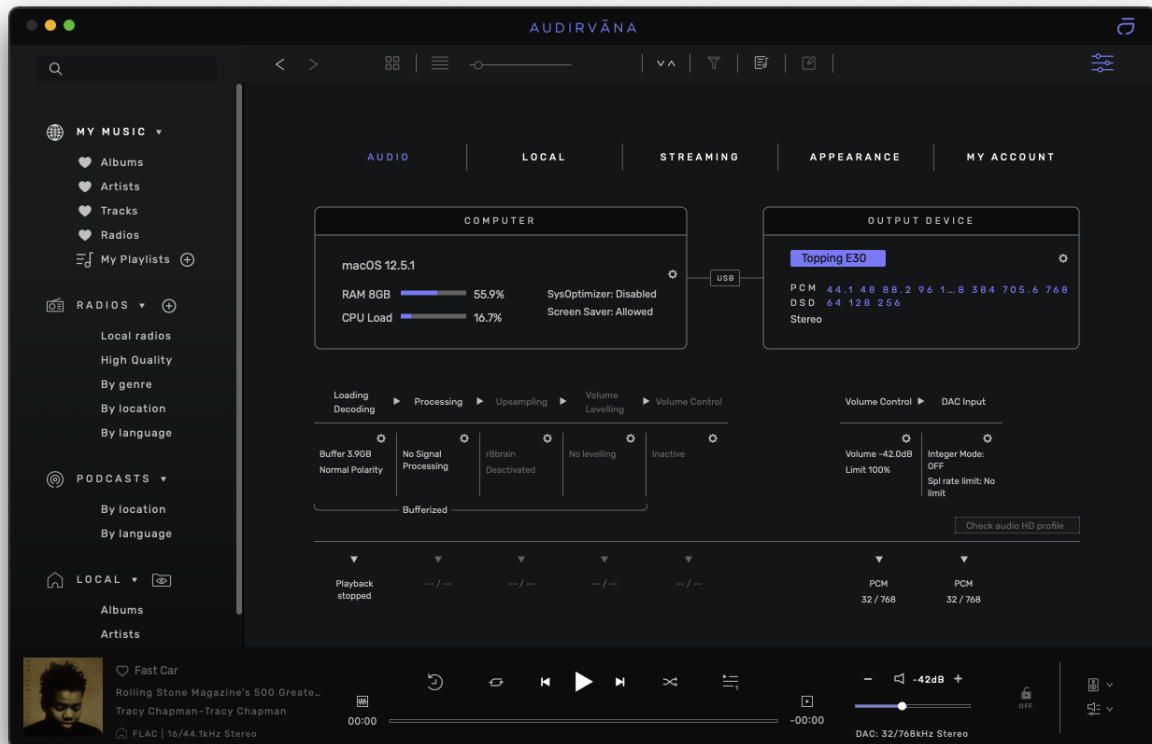 AUDIRVĀNA
MY MUSIC
Albums
Artists
Tracks
Radios
My Playlists
RADIOS
Local radios
High Quality
By genre
By location
By language
PODCASTS
By location
By language
LOCAL
Albums
Artists
AUDIO
LOCAL
STREAMING
APPEARANCE
MY ACCOUNT
COMPUTER
macOS 12.5.1
RAM 8GB 55.9%
CPU Load 16.7%
SysOptimizer: Disabled
Screen Saver: Allowed
USB
OUTPUT DEVICE
Topping E30
PCM 44.1 48 88.2 96 1…8 384 705.6 768
DSD 64 128 256
Stereo
Loading
Decoding
Processing
Upsampling
Volume
Levelling
Volume Control
Volume Control
DAC Input
Buffer 3.9GB
Normal Polarity
No Signal
Processing
r8brain
Deactivated
No levelling
Inactive
Volume -42.0dB
Limit 100%
Integer Mode:
OFF
Spl rate limit: No
limit
Bufferized
Check audio HD profile
Playback
stopped
-- / --
-- / --
-- / --
-- / --
PCM
32 / 768
PCM
32 / 768
Fast Car
Rolling Stone Magazine's 500 Greate…
Tracy Chapman-Tracy Chapman
FLAC | 16/44.1kHz Stereo
1
00:00
-00:00
− -42dB +
DAC: 32/768kHz Stereo
OFF